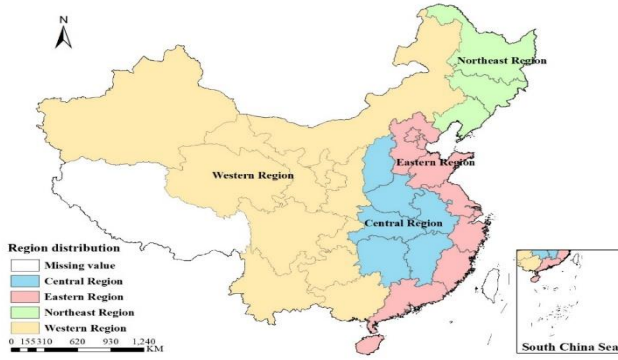 N
Northeast Region
Eastern Region
Western Region
Central Region
Region distribution
Missing value
Central Region
Eastern Region
Northeast Region
Western Region
0 155310 620 930 1,240
KM
South China Sea